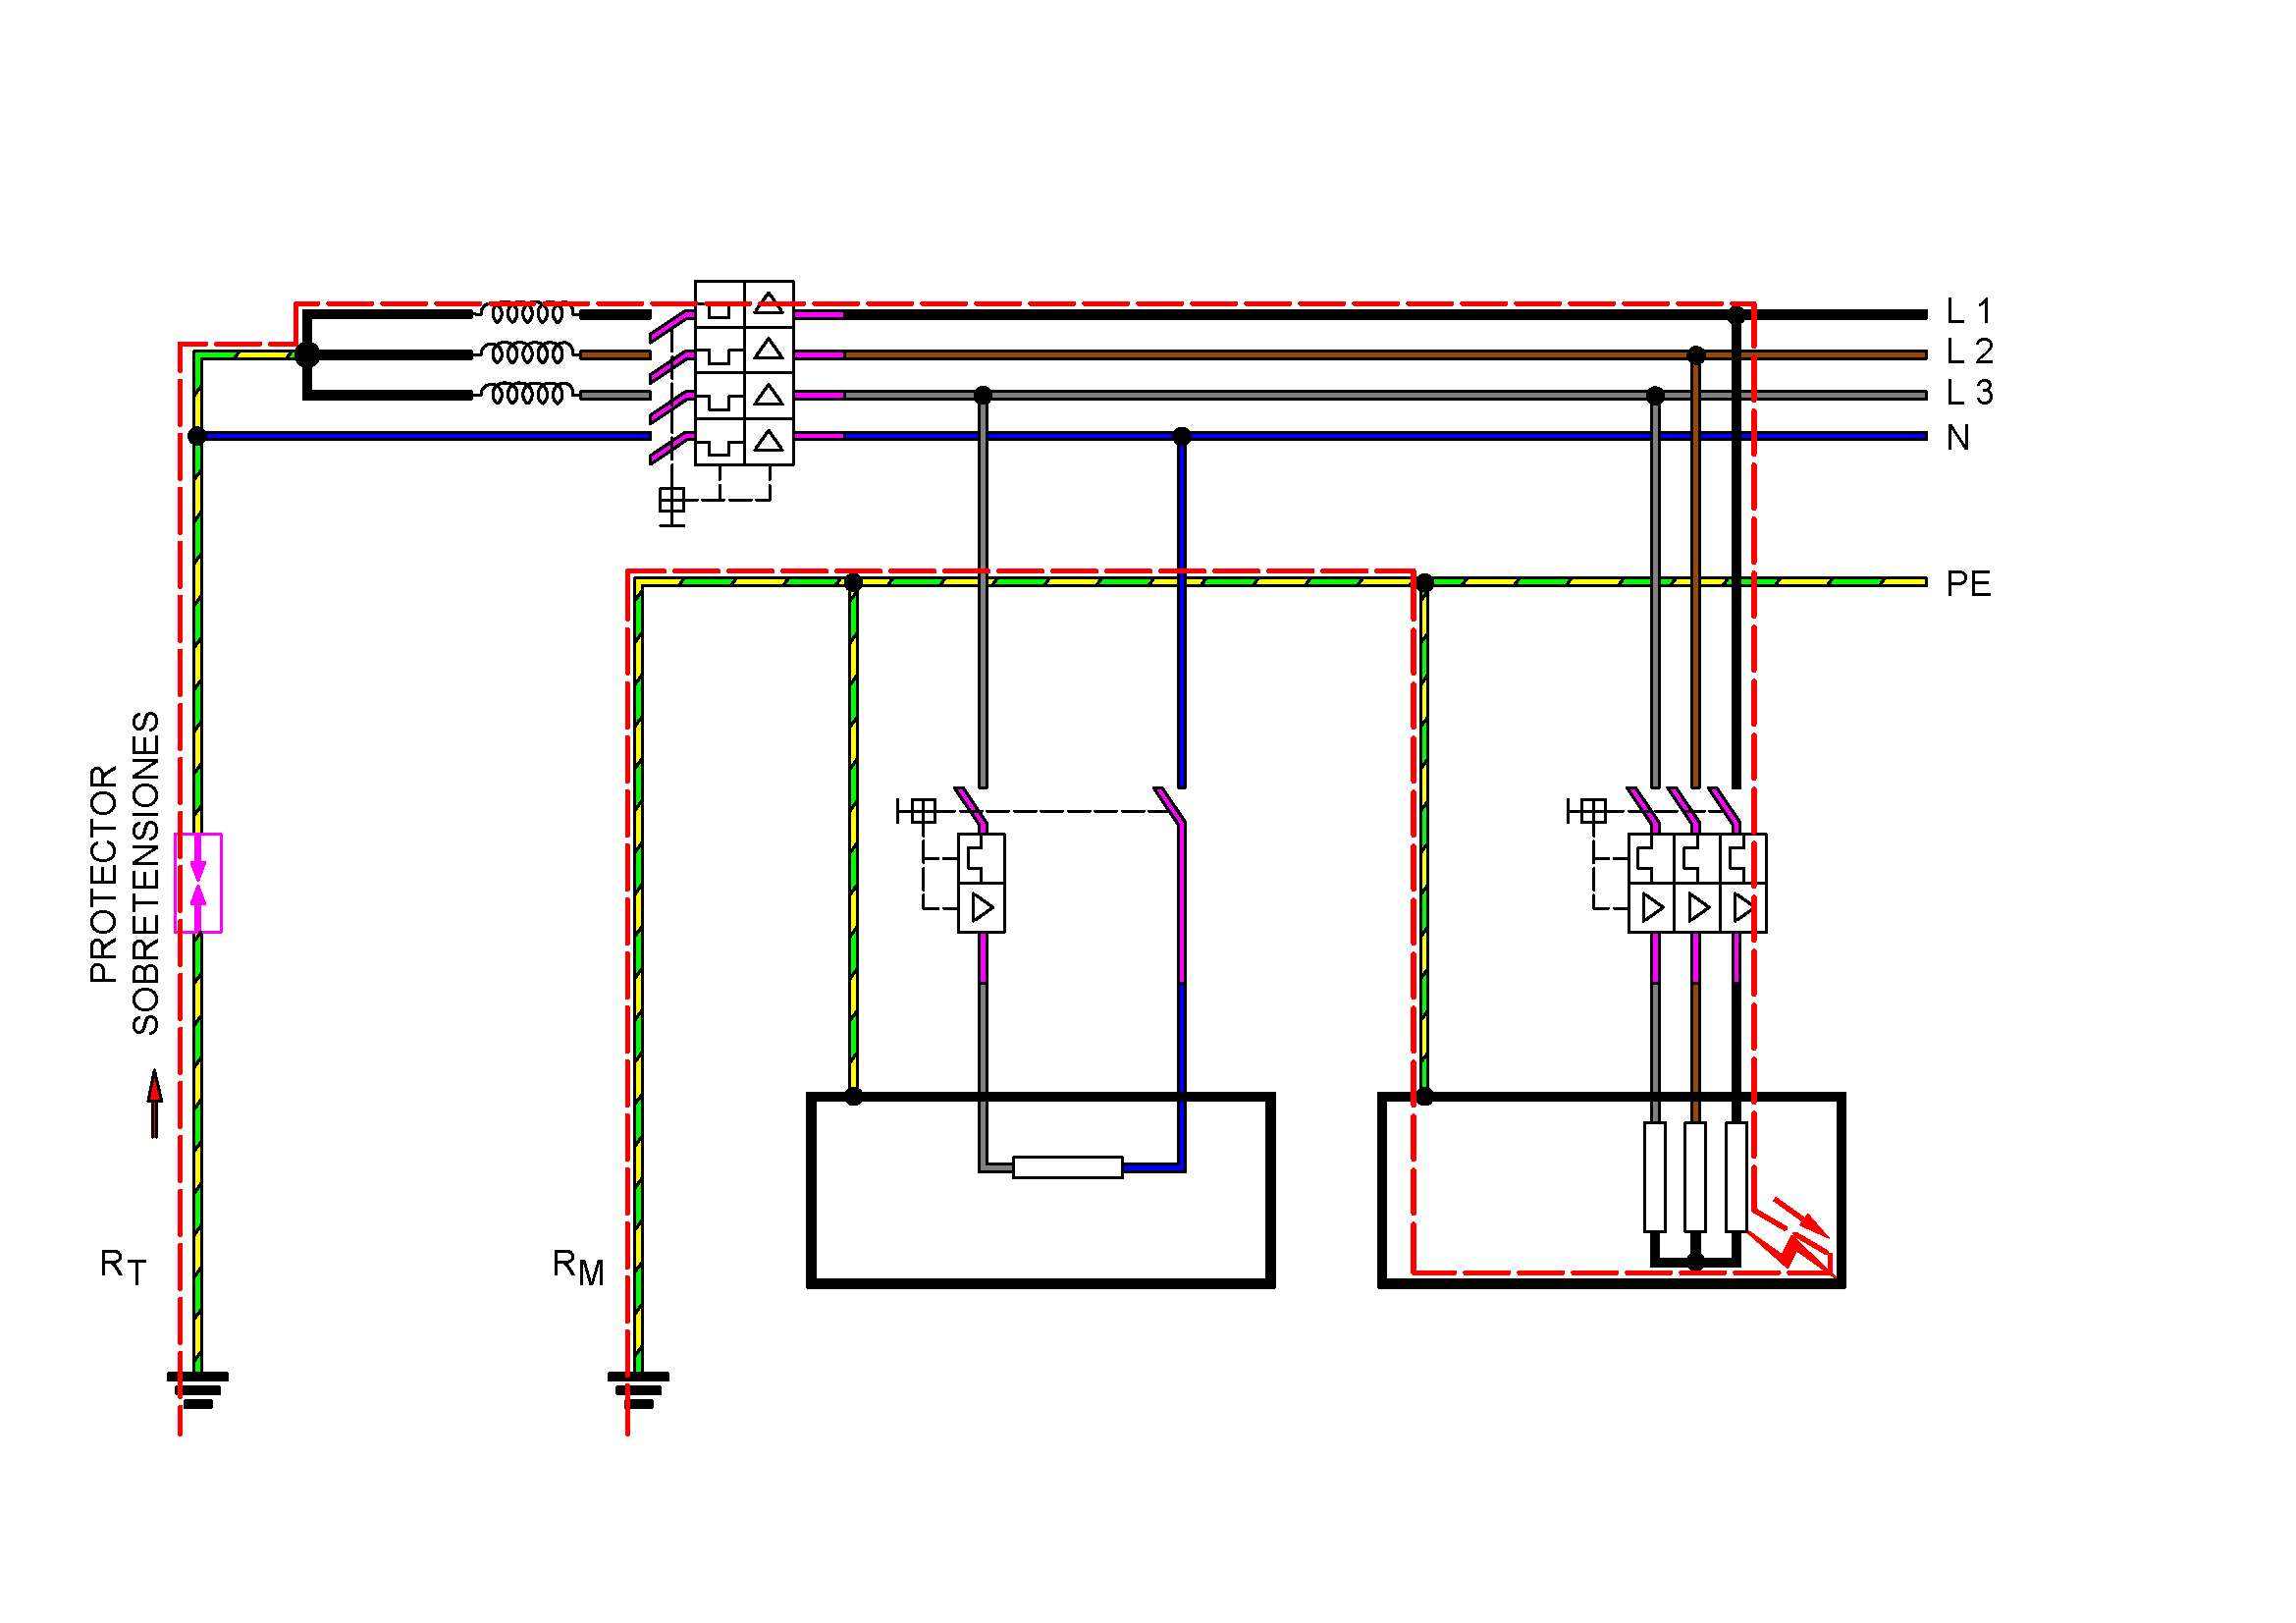 L 1
L 2
L 3
N
PE
PROTECTOR
SOBRETENSIONES
RT
RM